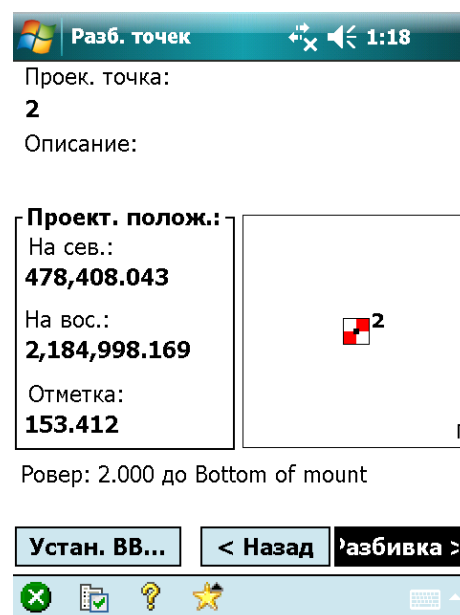 Разб. точек 1:18
Проек. точка:
2
Описание:
Проект. полож.:
На сев.:
478,408.043
На вос.:
2,184,998.169
Отметка:
153.412
2
Ровер: 2.000 до Bottom of mount
Устан. ВВ... < Назад Разбивка >